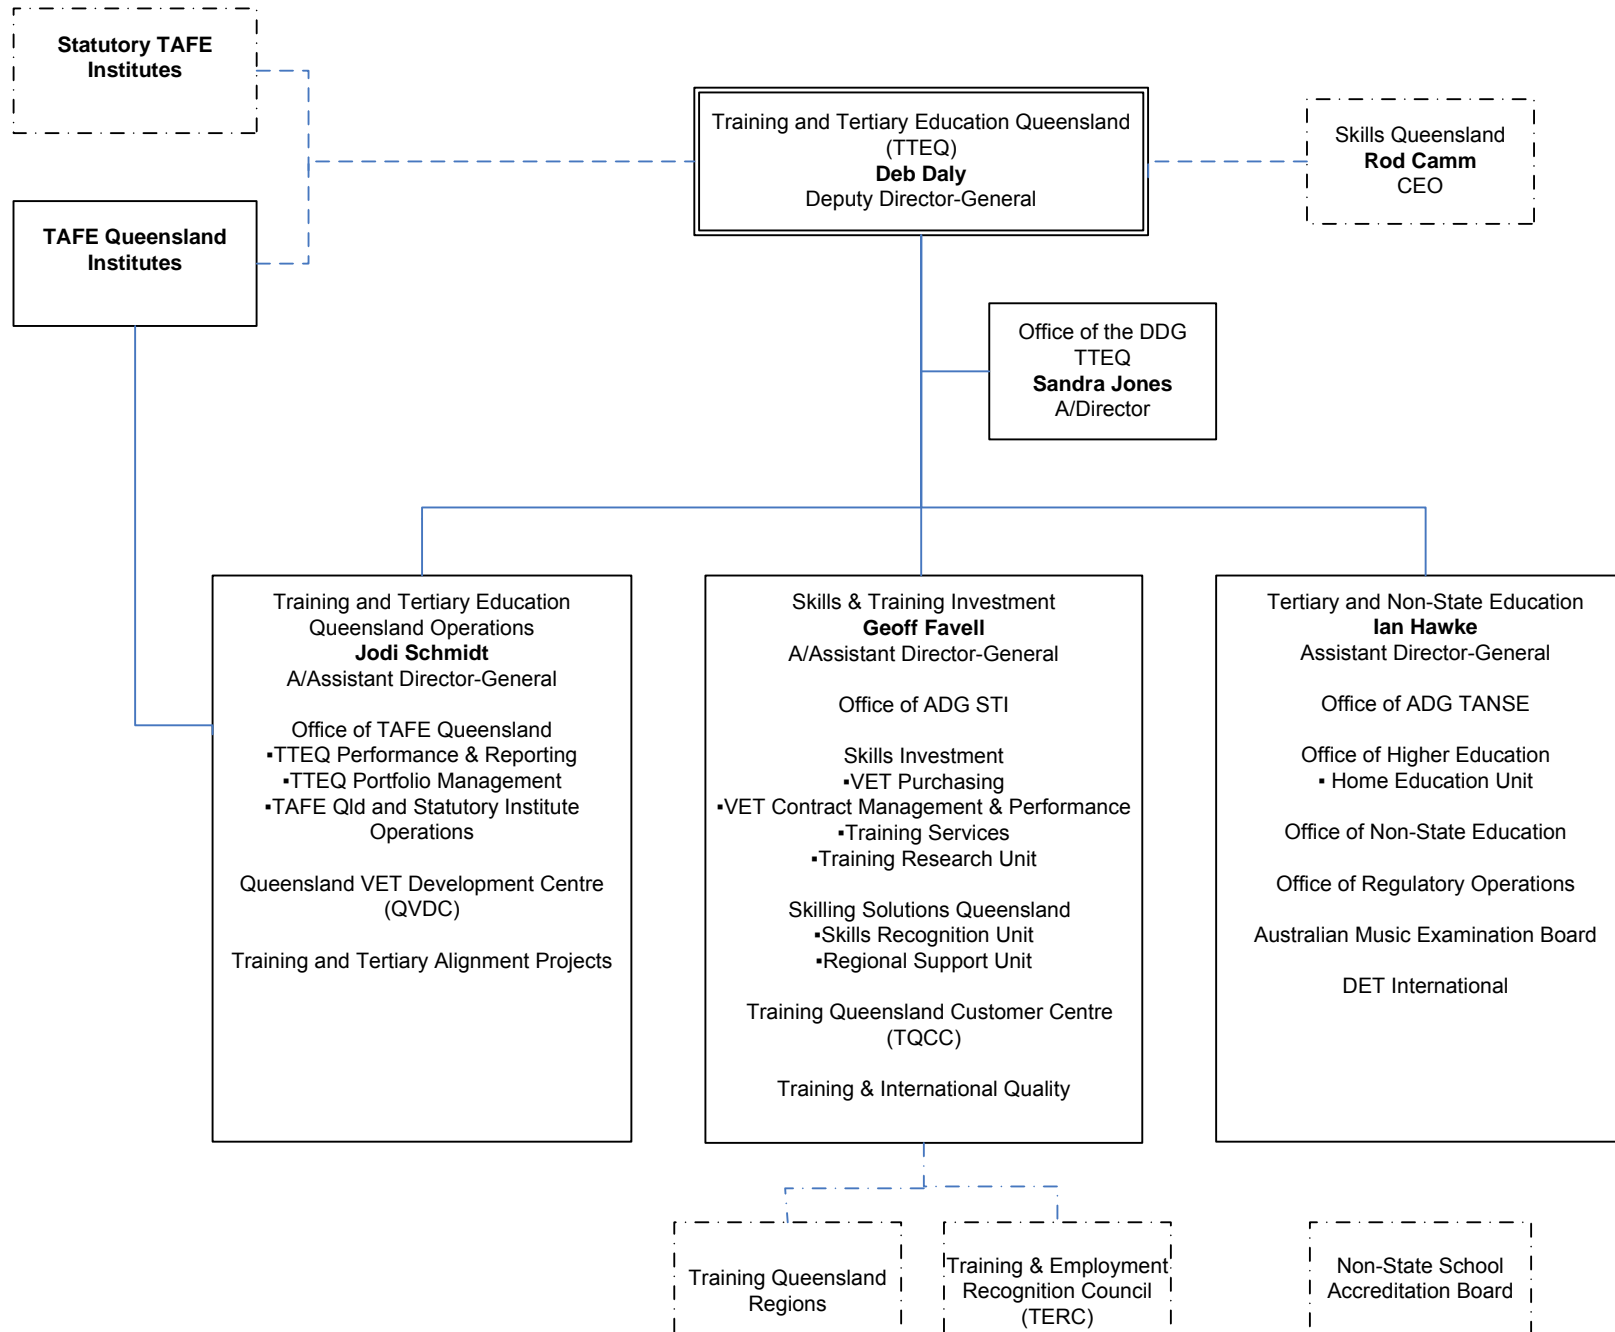 Statutory TAFE
Institutes
Training and Tertiary Education Queensland
(TTEQ)
Deb Daly
Deputy Director-General
Skills Queensland
Rod Camm
CEO
TAFE Queensland
Institutes
Office of the DDG
TTEQ
Sandra Jones
A/Director
Training and Tertiary Education
Queensland Operations
Jodi Schmidt
A/Assistant Director-General
Office of TAFE Queensland
▪TTEQ Performance & Reporting
▪TTEQ Portfolio Management
▪TAFE Qld and Statutory Institute
Operations
Queensland VET Development Centre
(QVDC)
Training and Tertiary Alignment Projects
Skills & Training Investment
Geoff Favell
A/Assistant Director-General
Office of ADG STI
Skills Investment
▪VET Purchasing
▪VET Contract Management & Performance
▪Training Services
▪Training Research Unit
Skilling Solutions Queensland
▪Skills Recognition Unit
▪Regional Support Unit
Training Queensland Customer Centre
(TQCC)
Training & International Quality
Tertiary and Non-State Education
Ian Hawke
Assistant Director-General
Office of ADG TANSE
Office of Higher Education
▪ Home Education Unit
Office of Non-State Education
Office of Regulatory Operations
Australian Music Examination Board
DET International
Training Queensland
Regions
Training & Employment
Recognition Council
(TERC)
Non-State School
Accreditation Board